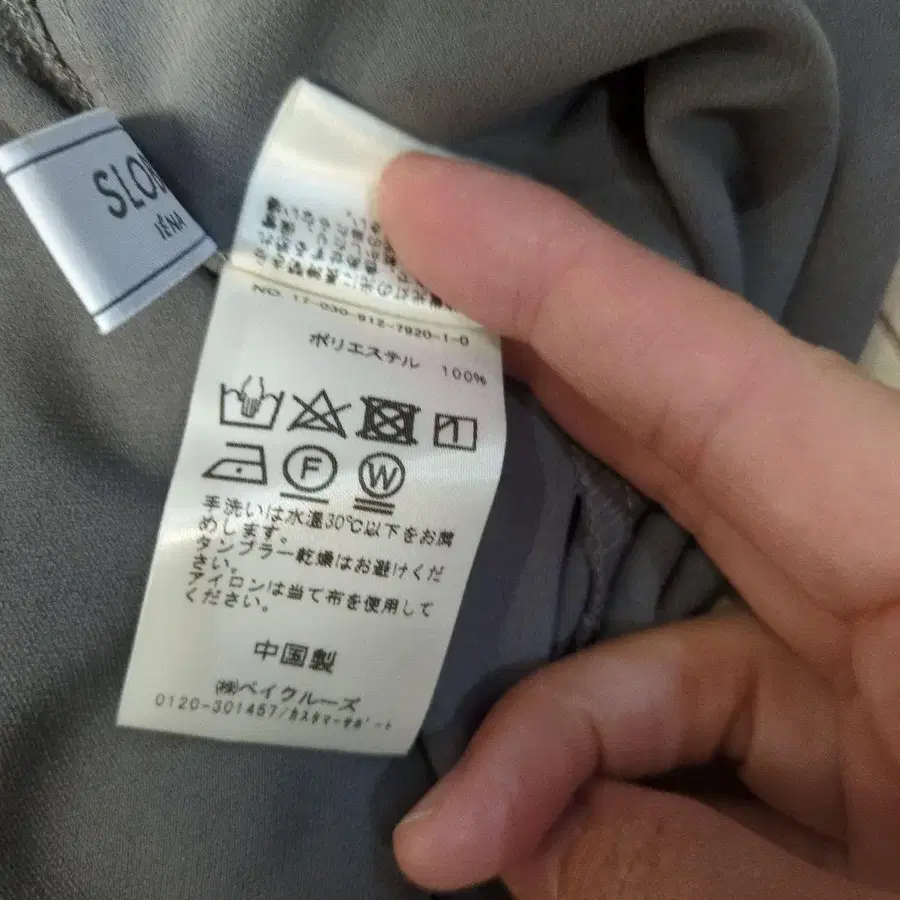 SLOB
IÉNA
NO. 17-030-912-7920-1-0
ポリエステル 100%
F W
手洗いは水温30℃以下をお薦
めします。
タンブラー乾燥はお避けくだ
さい。
アイロンは当て布を使用して
ください。
中国製
㈱ベイクルーズ
0120-301457/カスタマーサポート